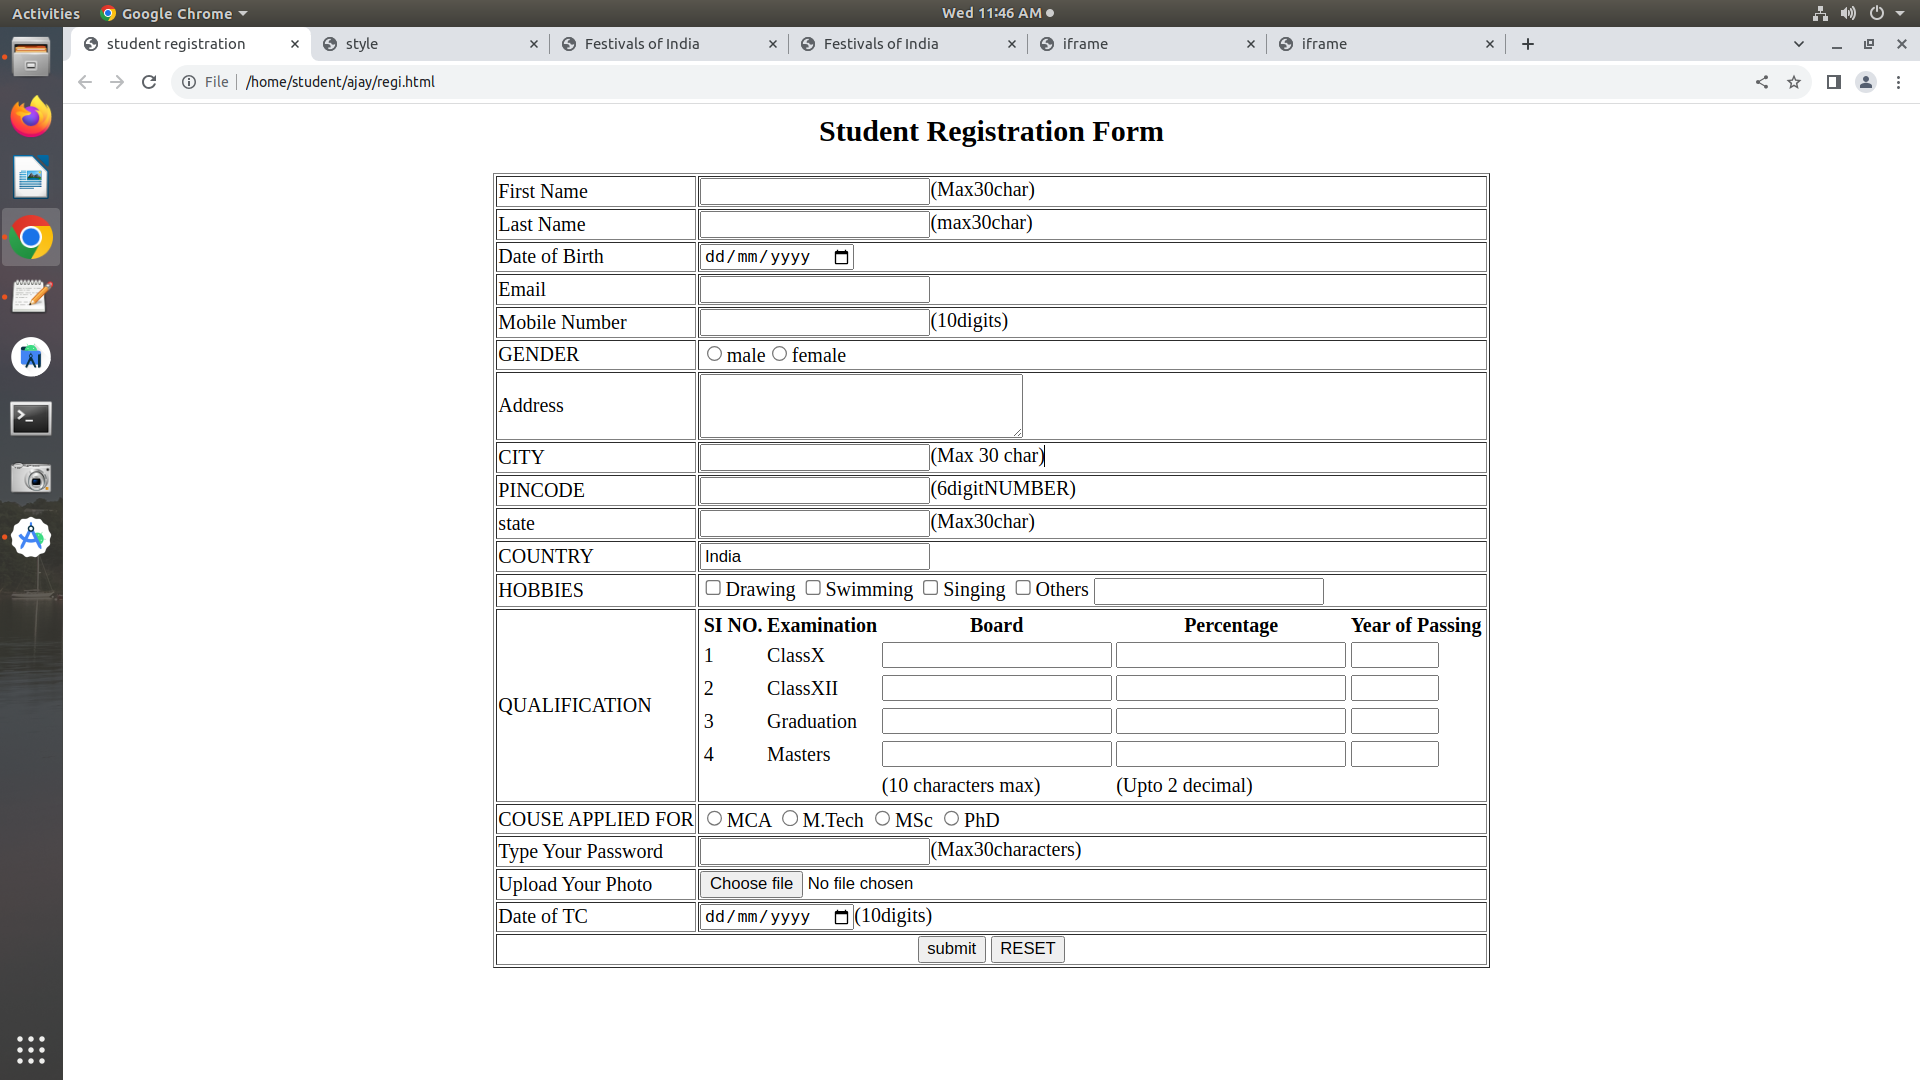 Activities Google Chrome Wed 11:46 AM
student registration style Festivals of India Festivals of India iframe iframe
File /home/student/ajay/regi.html
Student Registration Form
First Name (Max30char)
Last Name (max30char)
Date of Birth dd/mm/yyyy
Email
Mobile Number (10digits)
GENDER male female
Address
CITY (Max 30 char)
PINCODE (6digitNUMBER)
state (Max30char)
COUNTRY India
HOBBIES Drawing Swimming Singing Others
SI NO. Examination Board Percentage Year of Passing
1 ClassX
2 ClassXII
QUALIFICATION
3 Graduation
4 Masters
(10 characters max) (Upto 2 decimal)
COUSE APPLIED FOR MCA M.Tech MSc PhD
Type Your Password (Max30characters)
Upload Your Photo Choose file No file chosen
Date of TC dd/mm/yyyy (10digits)
submit RESET